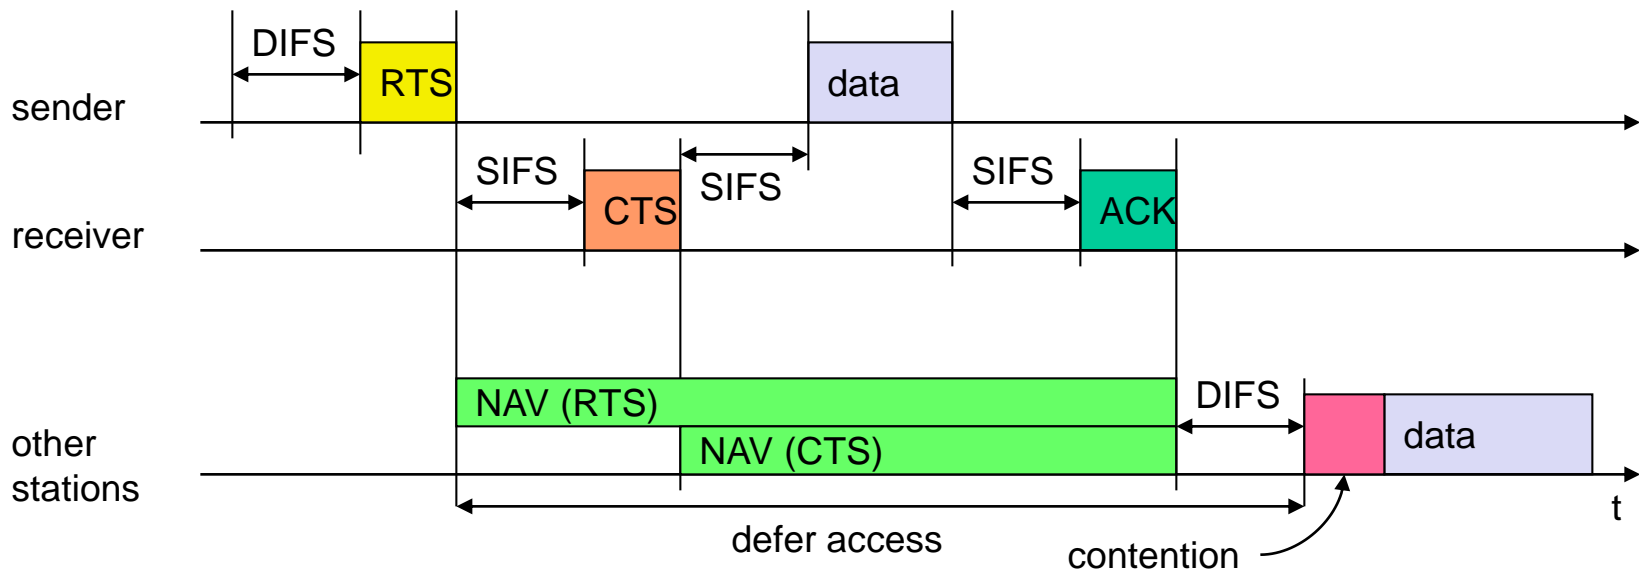 DIFS
RTS
data
sender
SIFS
CTS
SIFS
SIFS
ACK
receiver
NAV (RTS)
DIFS
NAV (CTS)
data
other
stations
t
defer access
contention